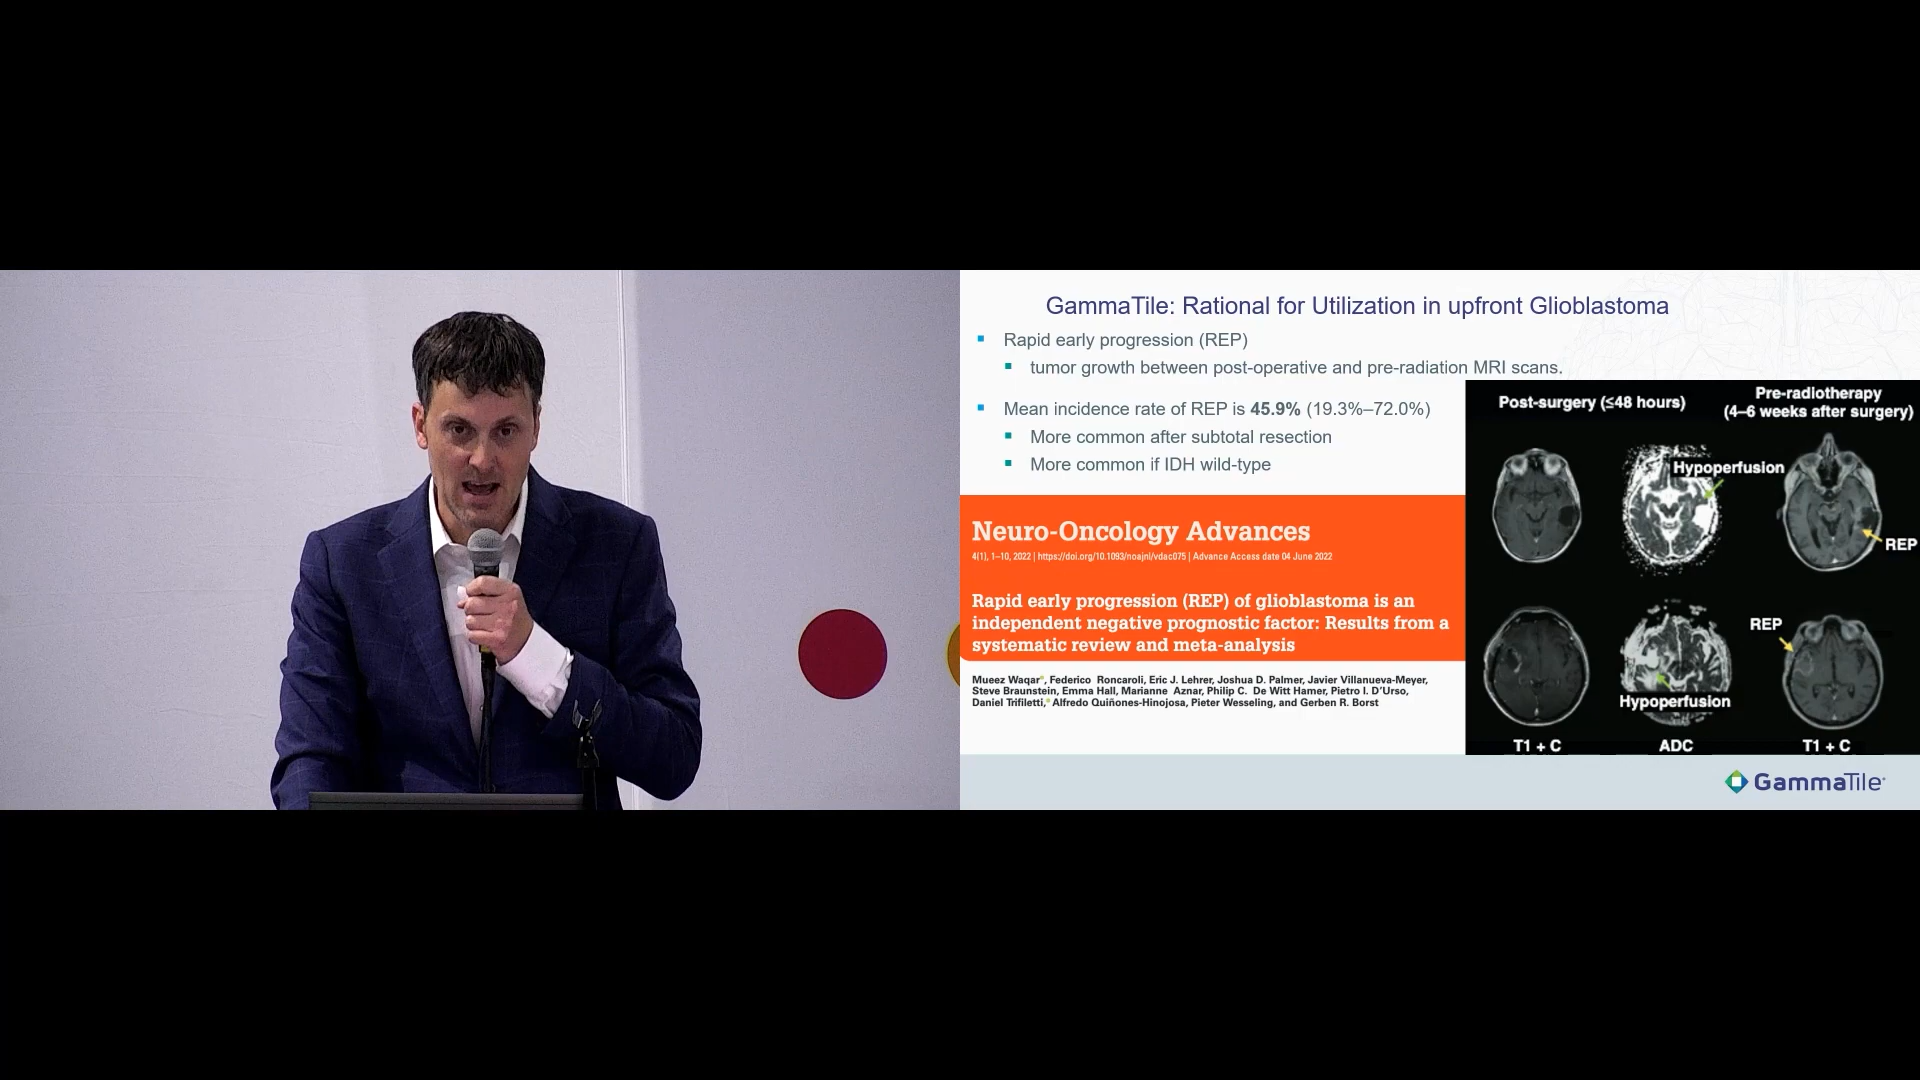 GammaTile: Rational for Utilization in upfront Glioblastoma
Rapid early progression (REP)
tumor growth between post-operative and pre-radiation MRI scans.
Mean incidence rate of REP is 45.9% (19.3%–72.0%)
More common after subtotal resection
More common if IDH wild-type
Neuro-Oncology Advances
4(1), 1–10, 2022 | https://doi.org/10.1093/noajnl/vdac075 | Advance Access date 04 June 2022
Rapid early progression (REP) of glioblastoma is an
independent negative prognostic factor: Results from a
systematic review and meta-analysis
Mueez Waqar, Federico Roncaroli, Eric J. Lehrer, Joshua D. Palmer, Javier Villanueva-Meyer,
Steve Braunstein, Emma Hall, Marianne Aznar, Philip C. De Witt Hamer, Pietro I. D’Urso,
Daniel Trifiletti, Alfredo Quiñones-Hinojosa, Pieter Wesseling, and Gerben R. Borst
Post-surgery (≤48 hours)
Pre-radiotherapy
(4–6 weeks after surgery)
Hypoperfusion
REP
REP
Hypoperfusion
T1 + C
ADC
T1 + C
GammaTile